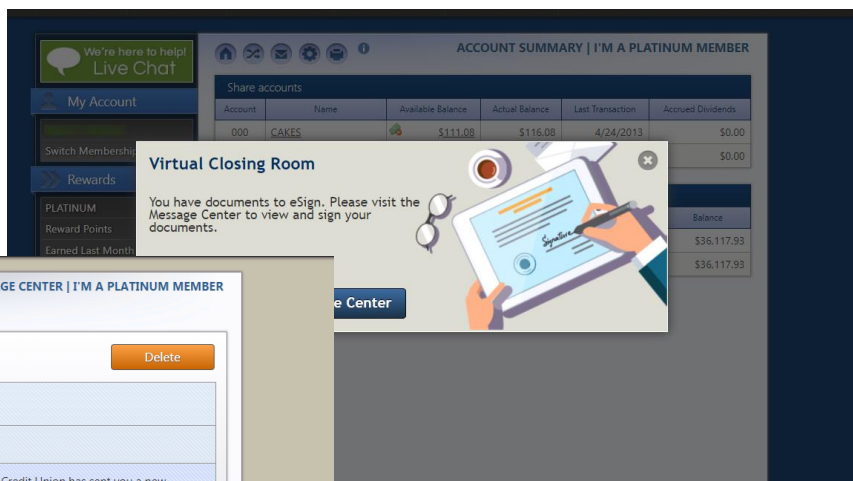 We're here to help!
Live Chat
ACCOUNT SUMMARY | I'M A PLATINUM MEMBER
My Account
Switch Membership
Rewards
PLATINUM
Reward Points
Earned Last Month
Share accounts
Account Name Available Balance Actual Balance Last Transaction Accrued Dividends
000 CAKES $111.08 $116.08 4/24/2013 $0.00
$0.00
Balance
$36,117.93
$36,117.93
Virtual Closing Room
You have documents to eSign. Please visit the
Message Center to view and sign your
documents.
e Center
Signature
GE CENTER | I'M A PLATINUM MEMBER
Delete
Credit Union has sent you a new